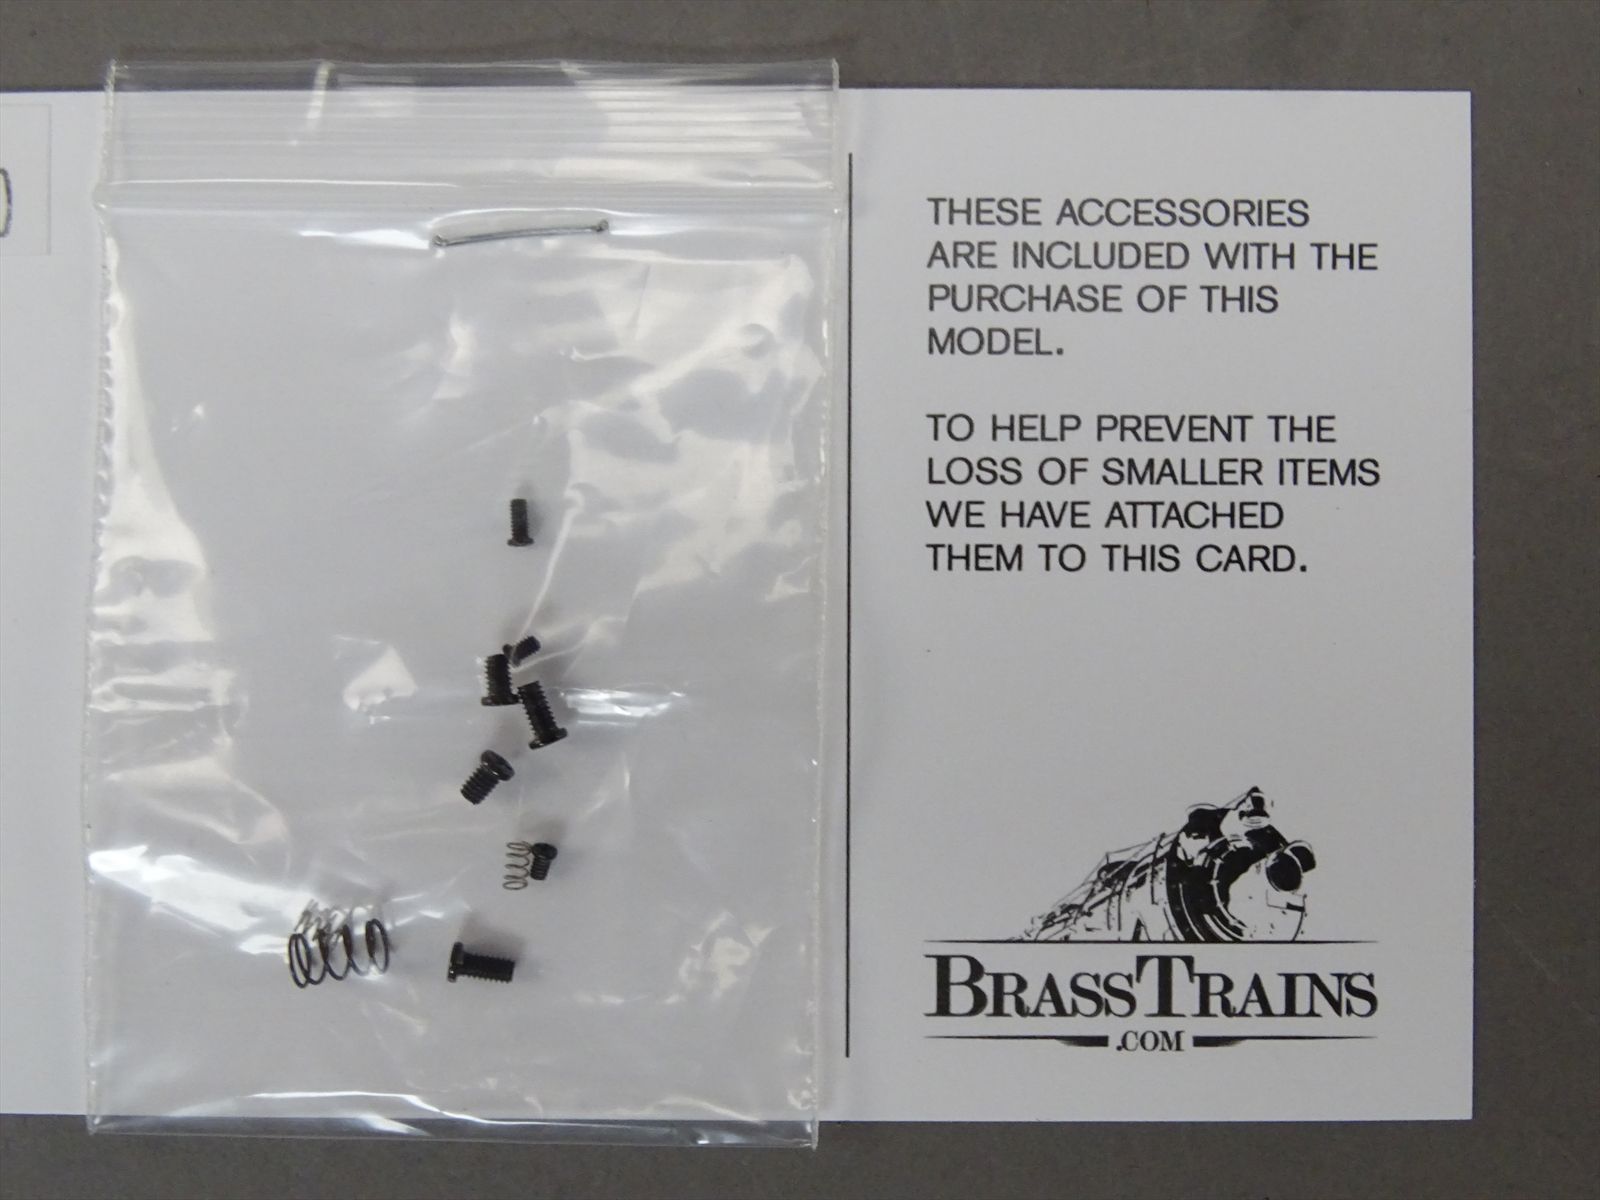 THESE ACCESSORIES
ARE INCLUDED WITH THE
PURCHASE OF THIS
MODEL.
TO HELP PREVENT THE
LOSS OF SMALLER ITEMS
WE HAVE ATTACHED
THEM TO THIS CARD.
BRASSTRAINS
.COM